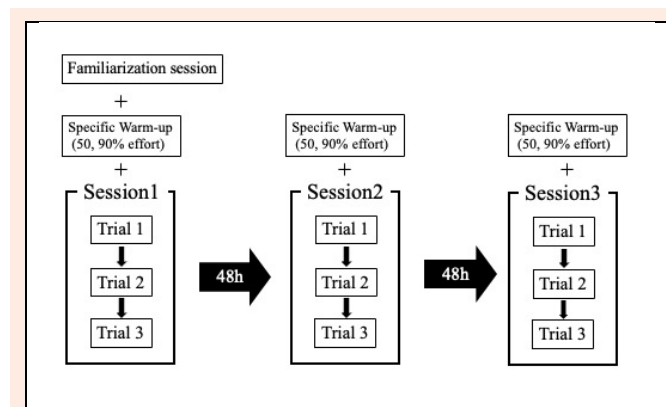 Familiarization session
+
Specific Warm-up
(50, 90% effort)
+
Session1
Trial 1
Trial 2
Trial 3
48h
Specific Warm-up
(50, 90% effort)
+
Session2
Trial 1
Trial 2
Trial 3
48h
Specific Warm-up
(50, 90% effort)
+
Session3
Trial 1
Trial 2
Trial 3